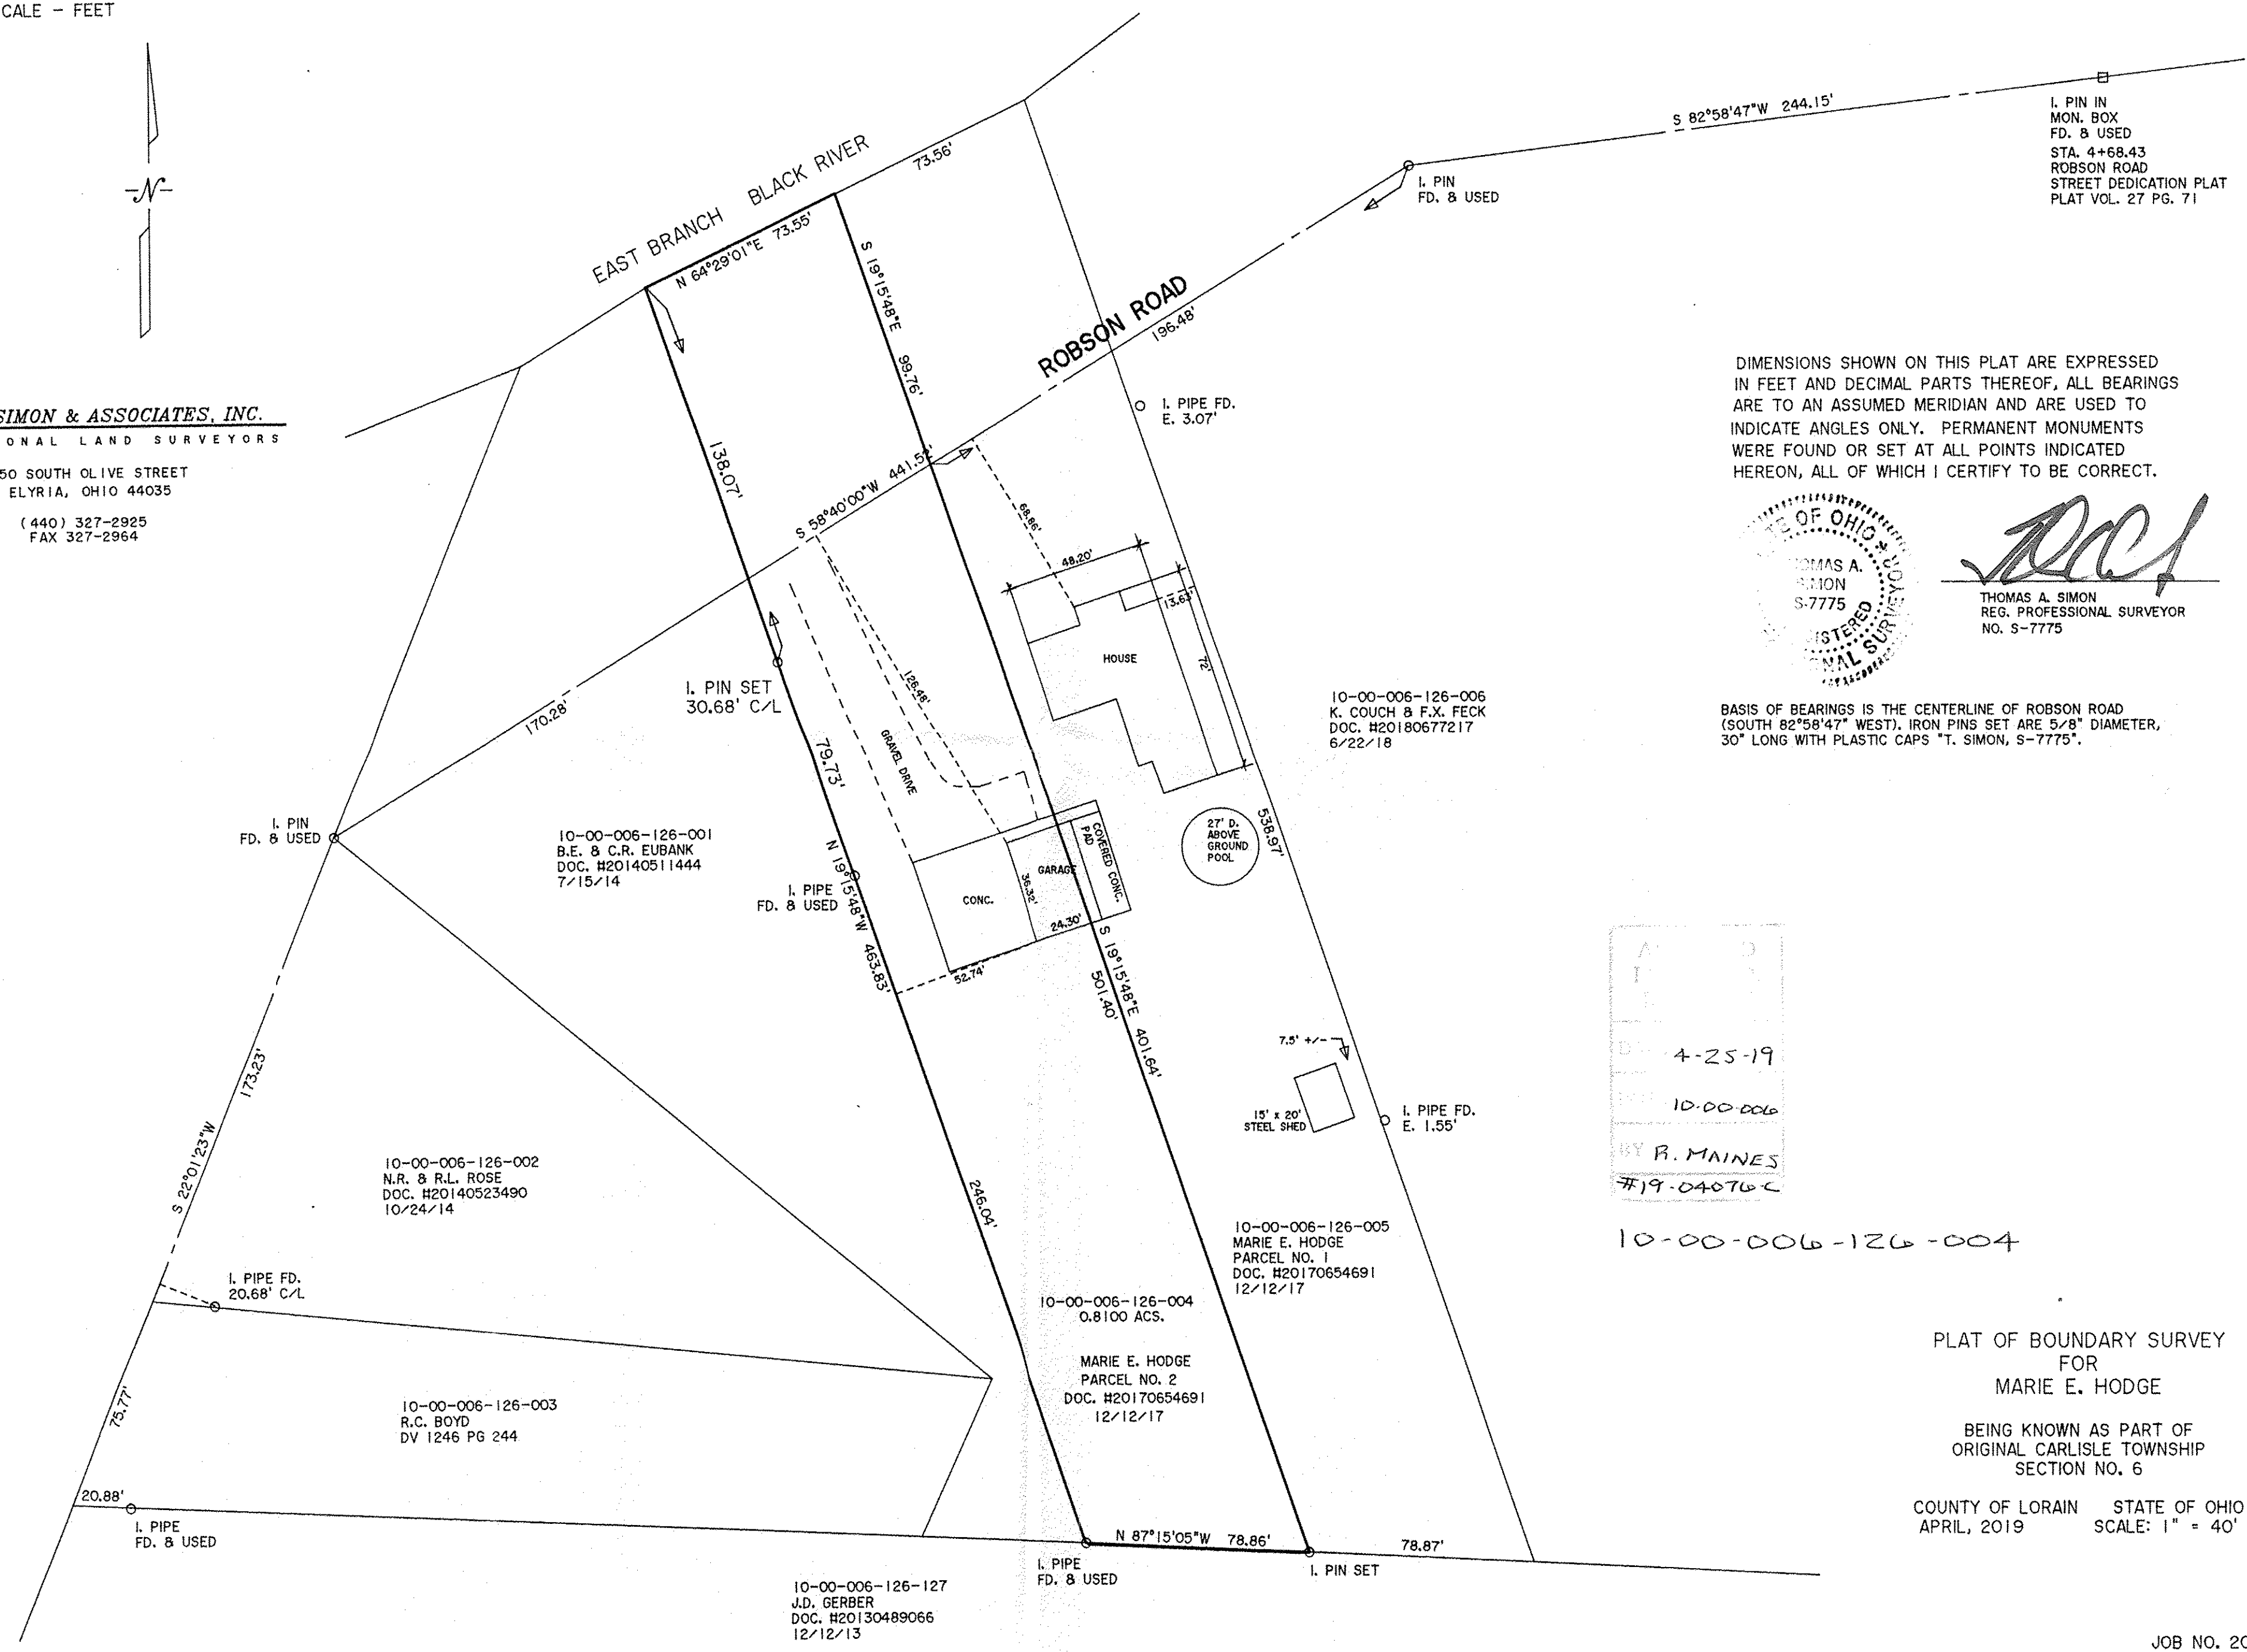 CALE - FEET
-N-
SIMON & ASSOCIATES, INC.
ONAL LAND SURVEYORS
50 SOUTH OLIVE STREET
ELYRIA, OHIO 44035
(440) 327-2925
FAX 327-2964
EAST BRANCH BLACK RIVER
N 64°29'01"E 73.55'
73.56'
S 19°15'48"E 99.76'
138.07'
ROBSON ROAD
196.48'
S 58°40'00"W 441.52'
170.28'
S 82°58'47"W 244.15'
I. PIN
FD. & USED
I. PIN IN
MON. BOX
FD. & USED
STA. 4+68.43
ROBSON ROAD
STREET DEDICATION PLAT
PLAT VOL. 27 PG. 71
I. PIPE FD.
E. 3.07'
DIMENSIONS SHOWN ON THIS PLAT ARE EXPRESSED
IN FEET AND DECIMAL PARTS THEREOF, ALL BEARINGS
ARE TO AN ASSUMED MERIDIAN AND ARE USED TO
INDICATE ANGLES ONLY. PERMANENT MONUMENTS
WERE FOUND OR SET AT ALL POINTS INDICATED
HEREON, ALL OF WHICH I CERTIFY TO BE CORRECT.
TE OF OHIO
OMAS A.
SIMON
S-7775
ISTERED
NAL SURVEYOR
THOMAS A. SIMON
REG. PROFESSIONAL SURVEYOR
NO. S-7775
BASIS OF BEARINGS IS THE CENTERLINE OF ROBSON ROAD
(SOUTH 82°58'47" WEST). IRON PINS SET ARE 5/8" DIAMETER,
30" LONG WITH PLASTIC CAPS "T. SIMON, S-7775".
68.86'
48.20'
13.63'
HOUSE
72'
I. PIN SET
30.68' C/L
126.48'
GRAVEL DRIVE
79.73'
10-00-006-126-006
K. COUCH & F.X. FECK
DOC. #20180677217
6/22/18
I. PIN
FD. & USED
10-00-006-126-001
B.E. & C.R. EUBANK
DOC. #20140511444
7/15/14
I. PIPE
FD. & USED
N 19°15'48"W 463.83'
CONC.
36.32'
GARAGE
24.30'
COVERED CONC.
PAD
52.74'
27' D.
ABOVE
GROUND
POOL
538.97'
S 19°15'48"E 401.64'
501.40'
7.5' +/-
15' x 20'
STEEL SHED
I. PIPE FD.
E. 1.55'
4-25-19
10-00-006
BY R. MAINES
#19-04076-C
10-00-006-126-004
173.23'
S 22°01'23"W
10-00-006-126-002
N.R. & R.L. ROSE
DOC. #20140523490
10/24/14
246.04'
10-00-006-126-005
MARIE E. HODGE
PARCEL NO. 1
DOC. #20170654691
12/12/17
I. PIPE FD.
20.68' C/L
10-00-006-126-004
0.8100 ACS.
MARIE E. HODGE
PARCEL NO. 2
DOC. #20170654691
12/12/17
75.77'
10-00-006-126-003
R.C. BOYD
DV 1246 PG 244
PLAT OF BOUNDARY SURVEY
FOR
MARIE E. HODGE
BEING KNOWN AS PART OF
ORIGINAL CARLISLE TOWNSHIP
SECTION NO. 6
COUNTY OF LORAIN STATE OF OHIO
APRIL, 2019 SCALE: 1" = 40'
20.88'
I. PIPE
FD. & USED
N 87°15'05"W 78.86'
78.87'
I. PIPE
FD. & USED
I. PIN SET
10-00-006-126-127
J.D. GERBER
DOC. #20130489066
12/12/13
JOB NO. 20